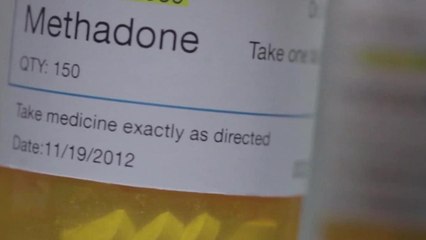 Methadone
Take one
QTY: 150
Take medicine exactly as directed
Date:11/19/2012